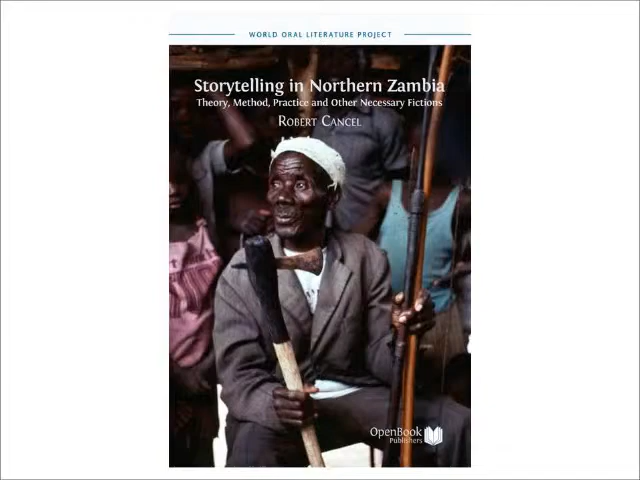 WORLD ORAL LITERATURE PROJECT
Storytelling in Northern Zambia
Theory, Method, Practice and Other Necessary Fictions
ROBERT CANCEL
OpenBook
Publishers